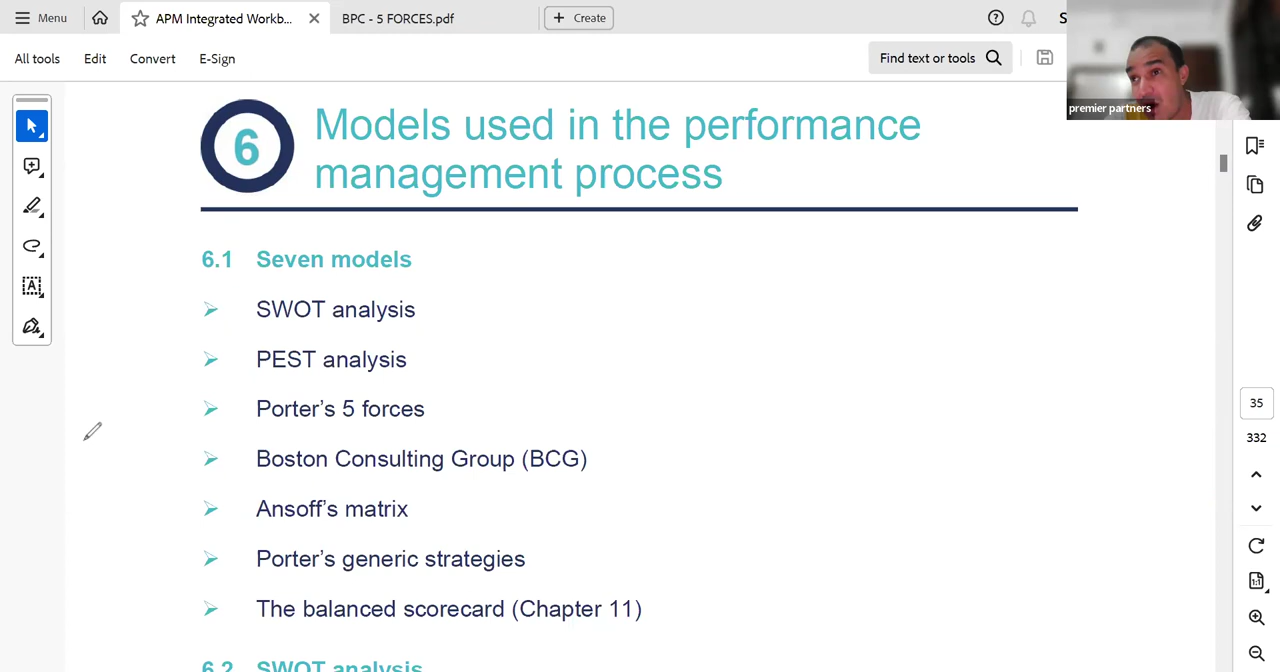 Menu
APM Integrated Workb...
BPC - 5 FORCES.pdf
Create
S
All tools
Edit
Convert
E-Sign
Find text or tools
premier partners
6
Models used in the performance
management process
6.1 Seven models
SWOT analysis
PEST analysis
Porter’s 5 forces
Boston Consulting Group (BCG)
Ansoff’s matrix
Porter’s generic strategies
The balanced scorecard (Chapter 11)
6.2 SWOT analysis
35
332
1:1